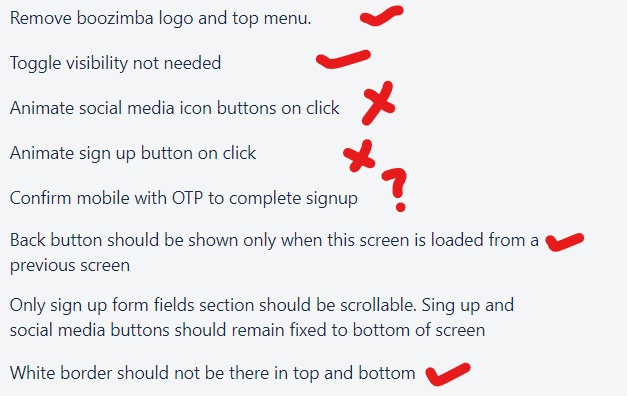 Remove boozimba logo and top menu.
Toggle visibility not needed
Animate social media icon buttons on click
Animate sign up button on click
Confirm mobile with OTP to complete signup ?
Back button should be shown only when this screen is loaded from a
previous screen
Only sign up form fields section should be scrollable. Sing up and
social media buttons should remain fixed to bottom of screen
White border should not be there in top and bottom